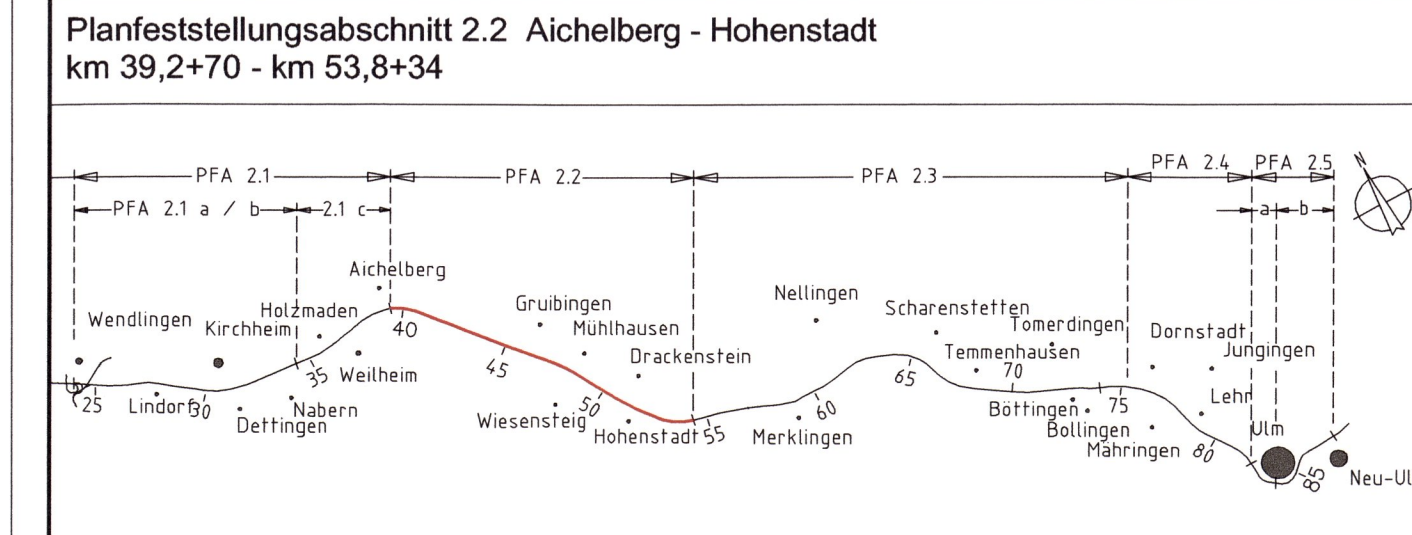 Planfeststellungsabschnitt 2.2 Aichelberg - Hohenstadt
km 39,2+70 - km 53,8+34
PFA 2.1
PFA 2.2
PFA 2.3
PFA 2.4
PFA 2.5
PFA 2.1 a / b
2.1 c
a
b
N
Aichelberg
Wendlingen
Holzmaden
Kirchheim
Gruibingen
Mühlhausen
Drackenstein
Nellingen
Scharenstetten
Tomerdingen
Temmenhausen
Dornstadt
Jungingen
40
45
35
Weilheim
65
70
25
Lindorf
30
Dettingen
Nabern
Wiesensteig
50
Hohenstadt
55
Merklingen
60
Böttingen
75
Bollingen
Mähringen
80
Lehr
Ulm
85
Neu-Ul